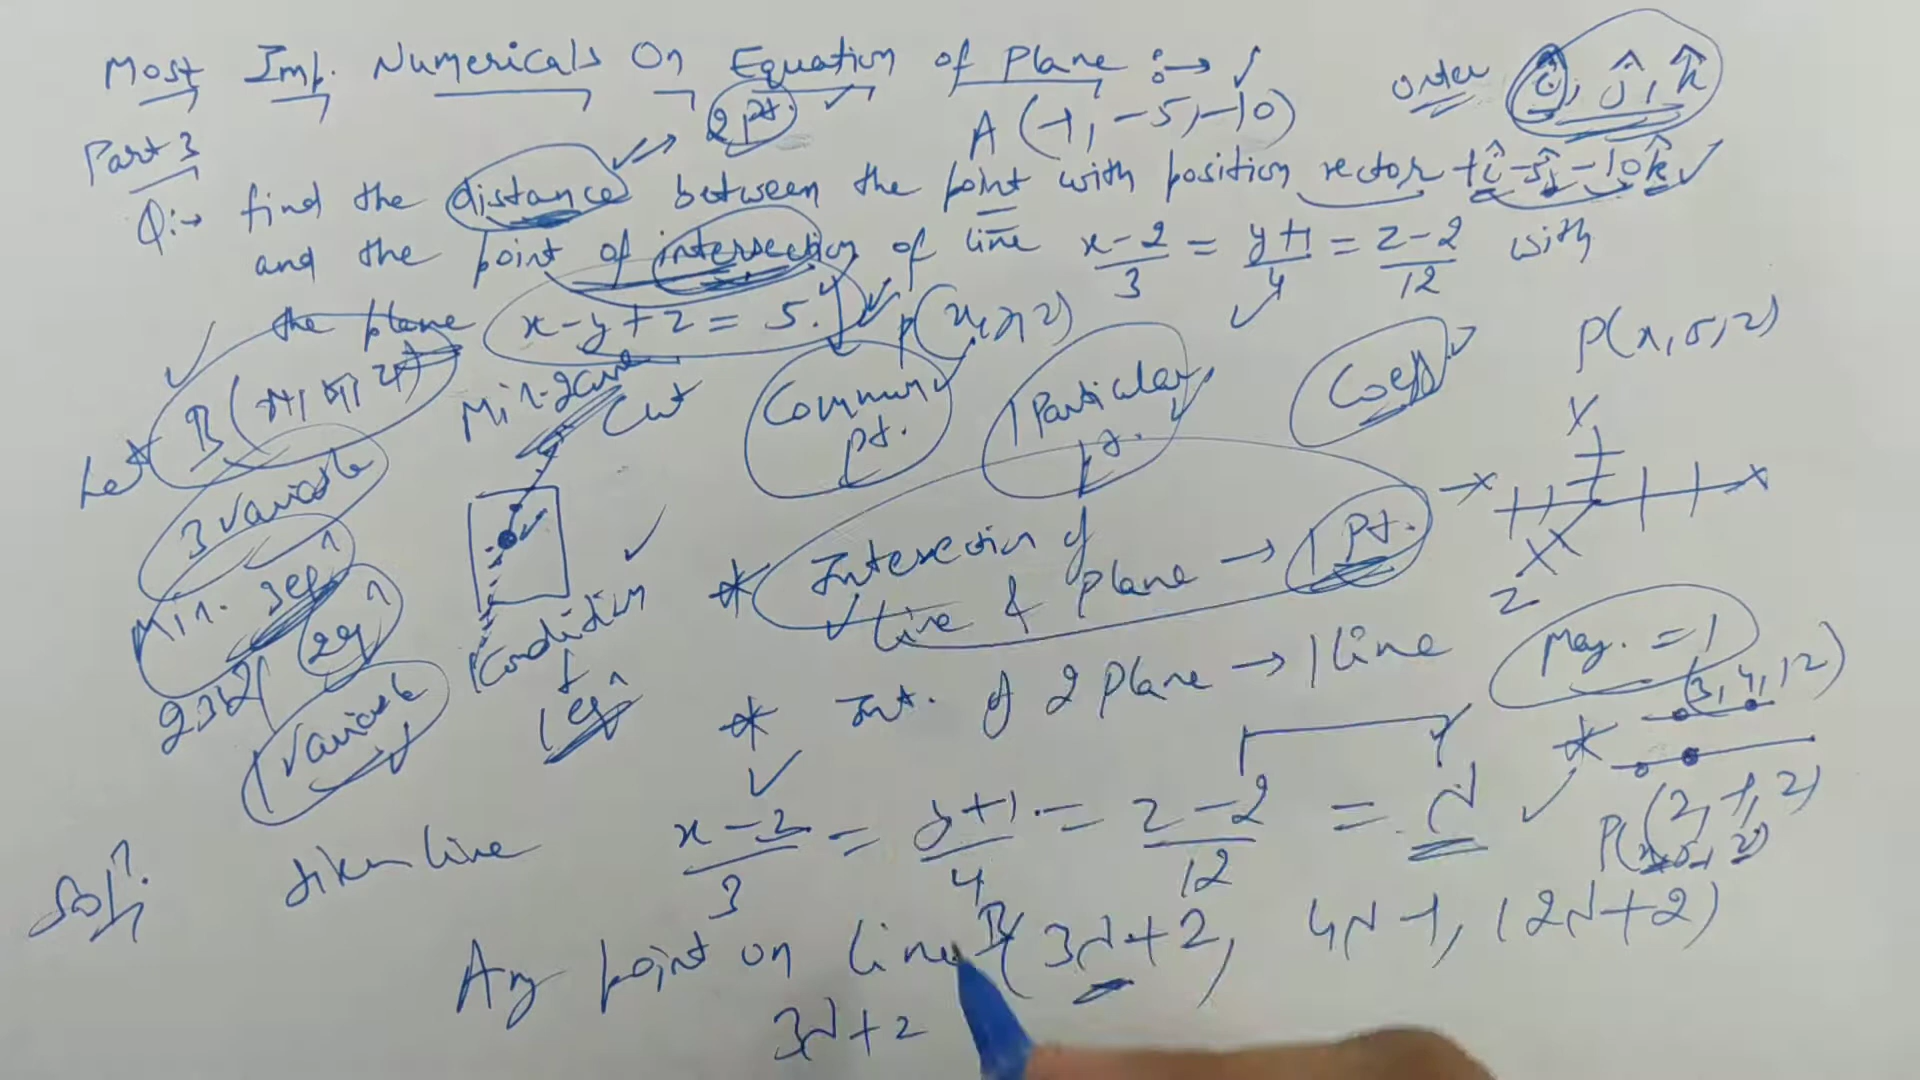 Most Imp. Numericals On Equation of Plane :→ ✓
order î, ĵ, k̂
Part 3
2 pt. ✓
A (-1, -5, -10)
Q:→ find the distance between the point with position vector +î-5ĵ-10k̂ ✓
and the point of intersection of line x-2/3 = y+1/4 = z-2/12 with
the plane x-y+z = 5.
P(x, y, z)
P(x, y, z)
Let B (x1, y1, z1)
Min.
Cut
Common pt.
1 Particular pt.
Coeff
3 variable
Min. 3 eqn
2 eq
1 variable
Condition
↓
1 eqn
* Intersection of line & plane → 1 Pt.
X
X
Z
* Int. of 2 plane → 1 line
Mag. = 1
(3, 4, 12)
*
P(2, -1, 2)
Soln:
Given line x-2/3 = y+1/4 = z-2/12 = λ ✓
Any point on line B(3λ+2, 4λ-1, 12λ+2)
3λ+2